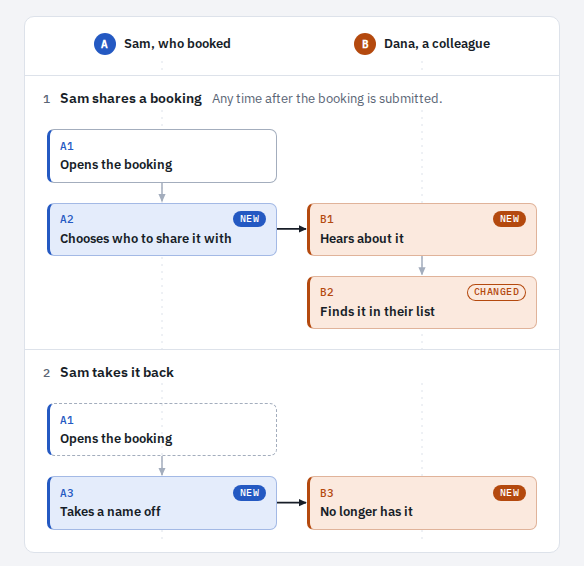 A Sam, who booked
B Dana, a colleague
1 Sam shares a booking Any time after the booking is submitted.
A1
Opens the booking
A2 NEW
Chooses who to share it with
B1 NEW
Hears about it
B2 CHANGED
Finds it in their list
2 Sam takes it back
A1
Opens the booking
A3 NEW
Takes a name off
B3 NEW
No longer has it